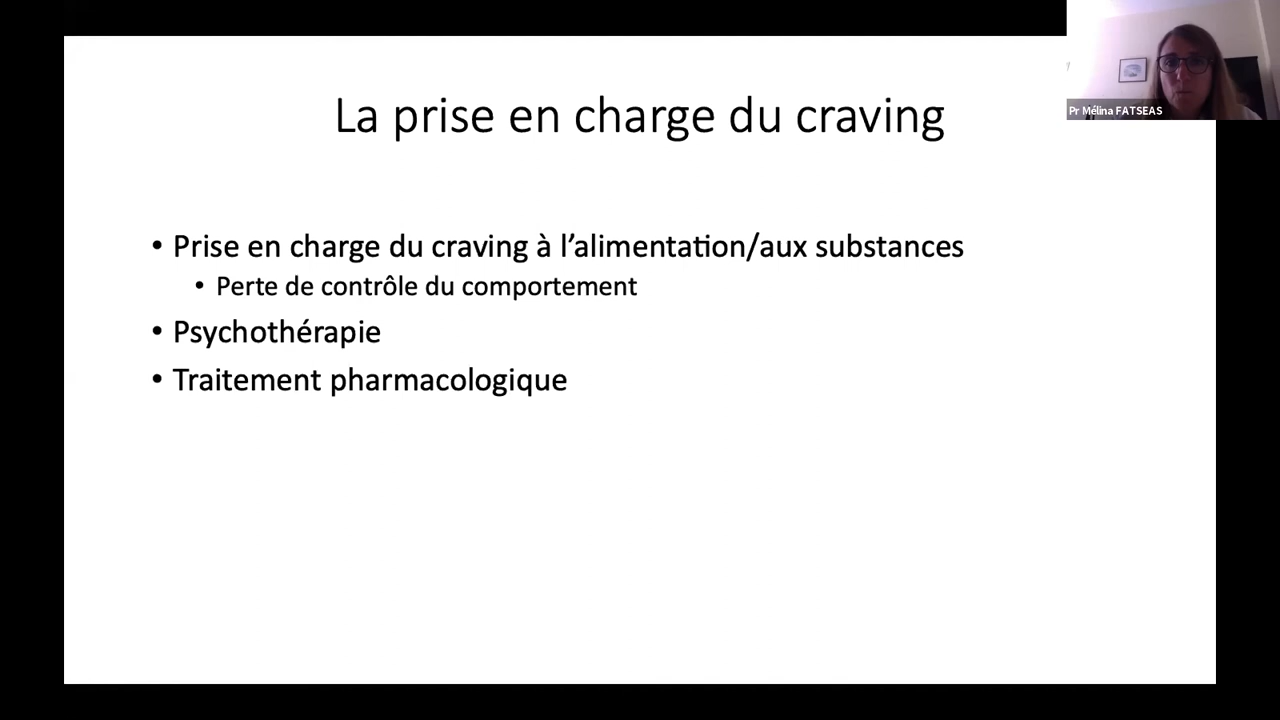 La prise en charge du craving
Pr Mélina FATSEAS
• Prise en charge du craving à l'alimentation/aux substances
• Perte de contrôle du comportement
• Psychothérapie
• Traitement pharmacologique